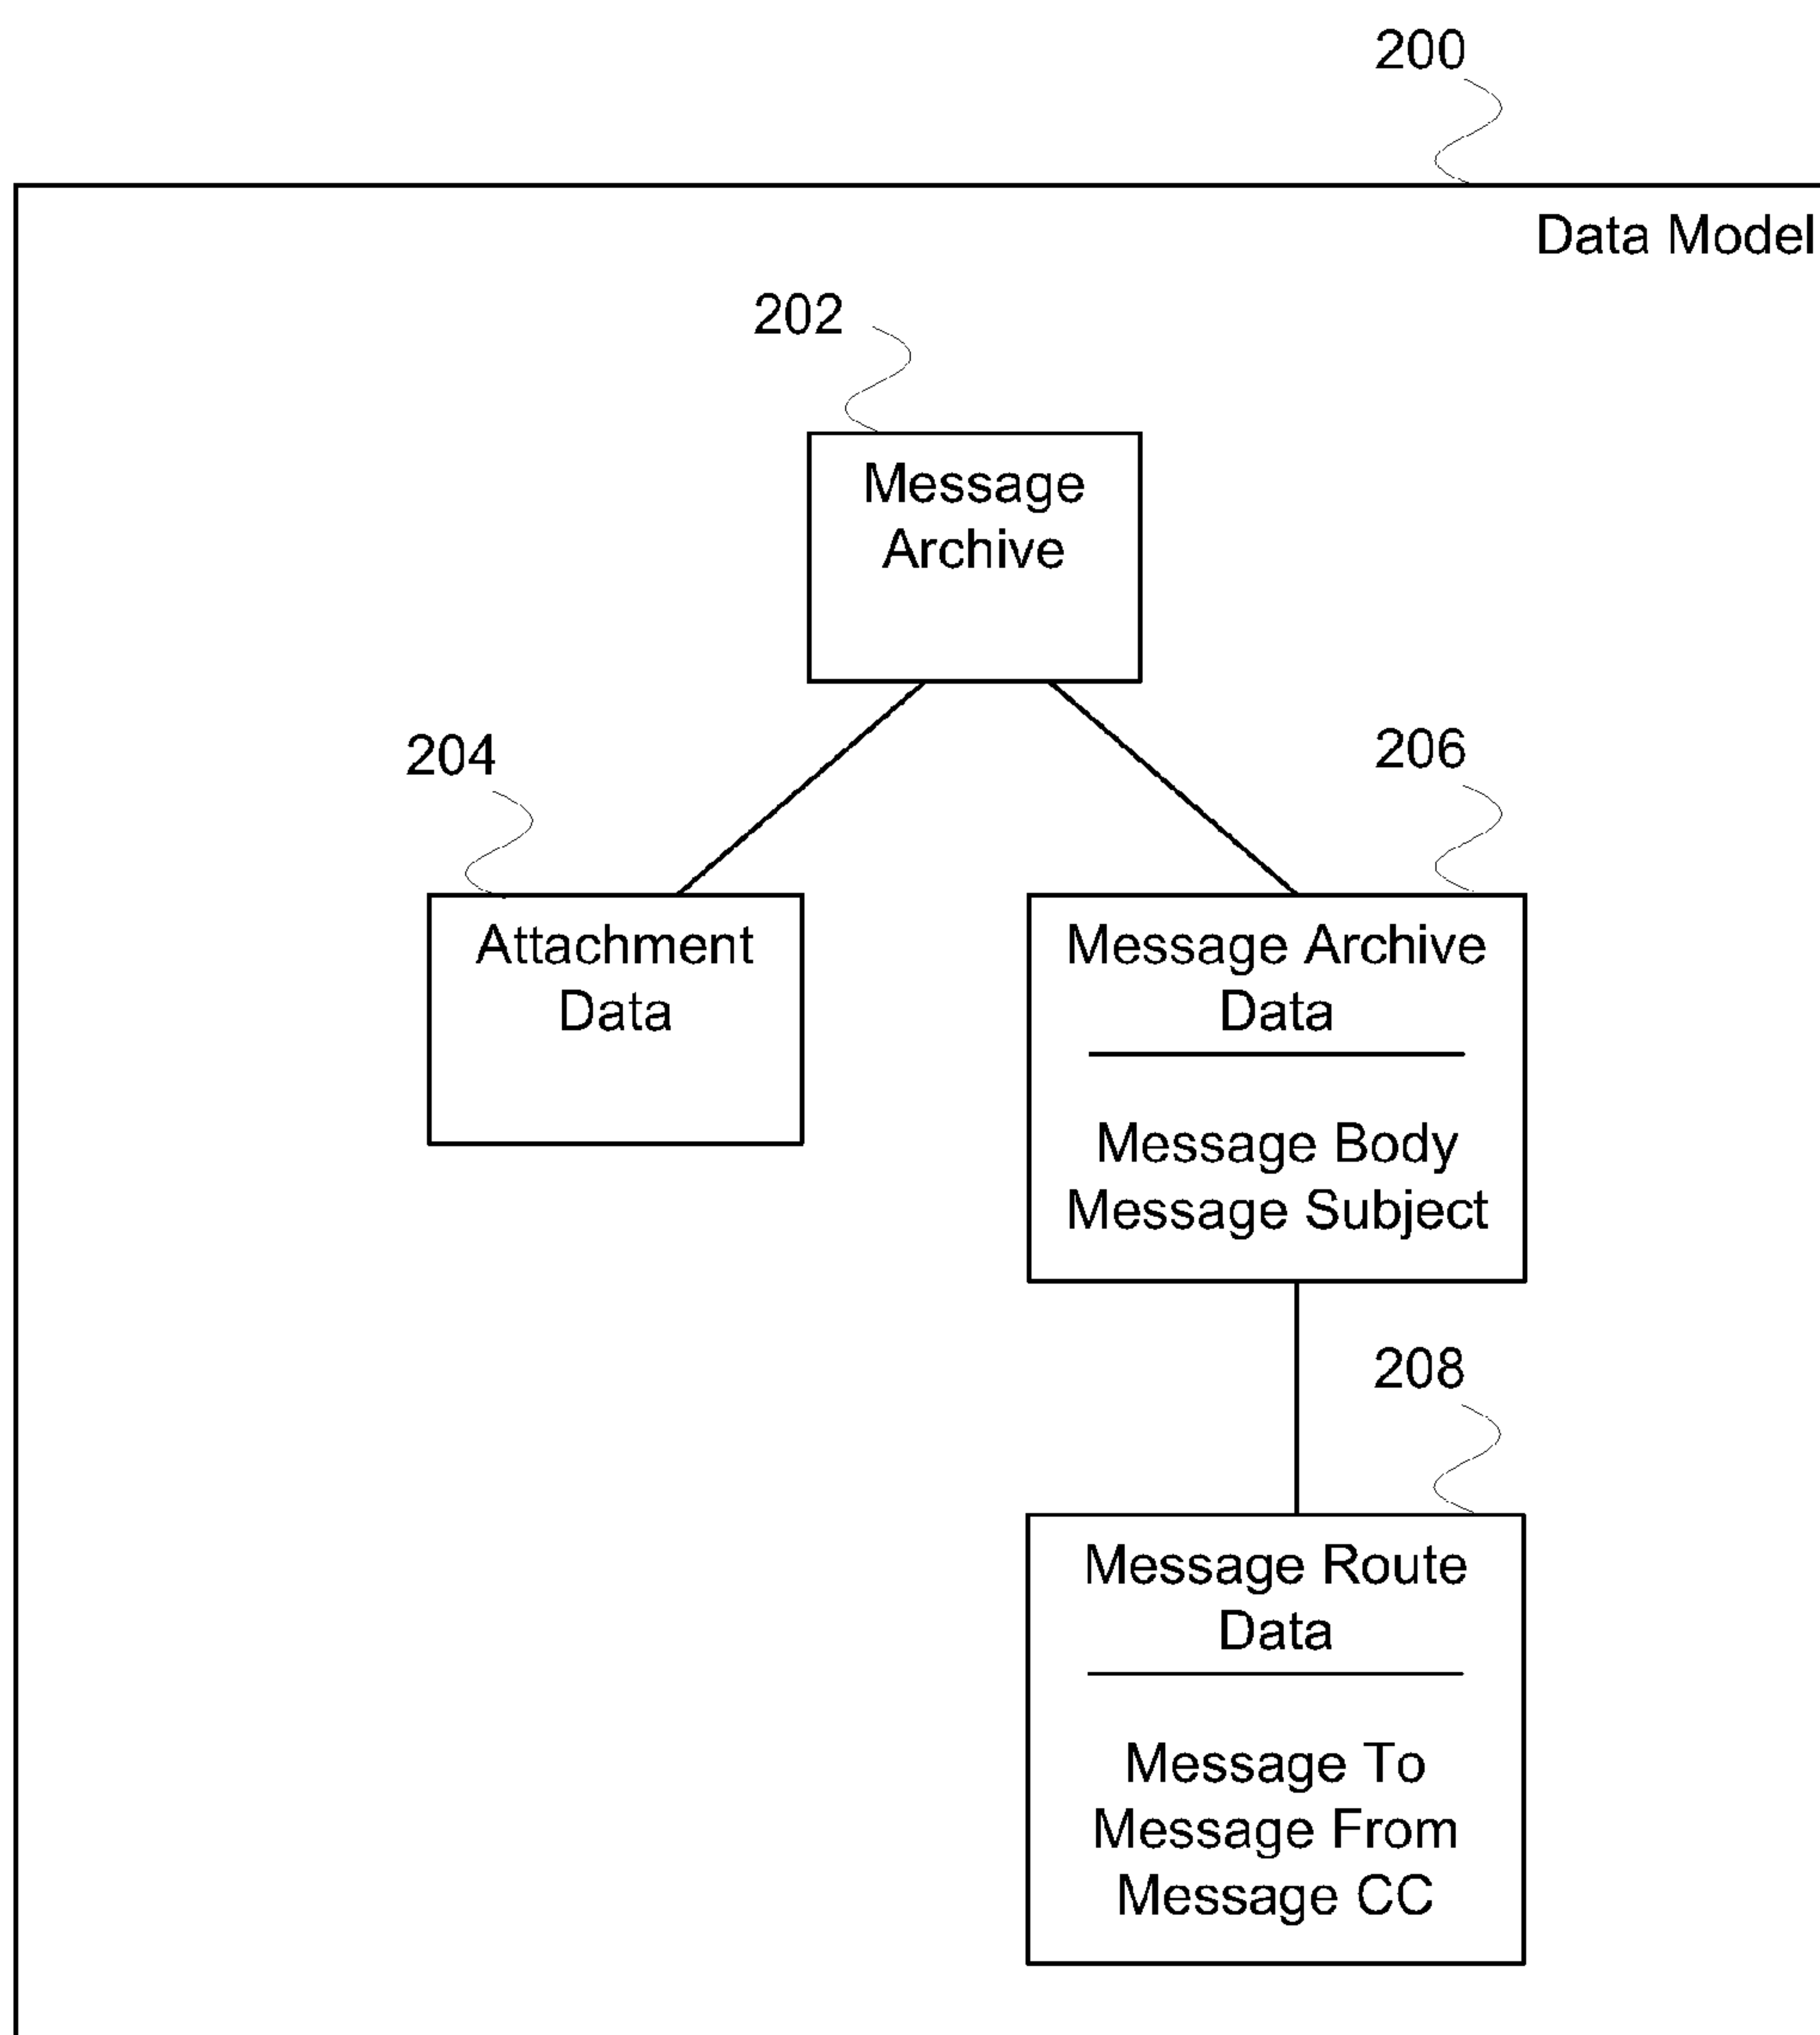 200
Data Model
202
Message
Archive
204
206
Attachment
Data
Message Archive
Data
Message Body
Message Subject
208
Message Route
Data
Message To
Message From
Message CC